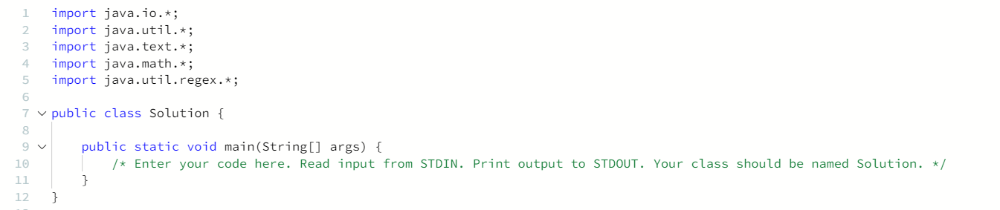 1 import java.io.*;
2 import java.util.*;
3 import java.text.*;
4 import java.math.*;
5 import java.util.regex.*;
6
7 public class Solution {
8
9     public static void main(String[] args) {
10         /* Enter your code here. Read input from STDIN. Print output to STDOUT. Your class should be named Solution. */
11     }
12 }